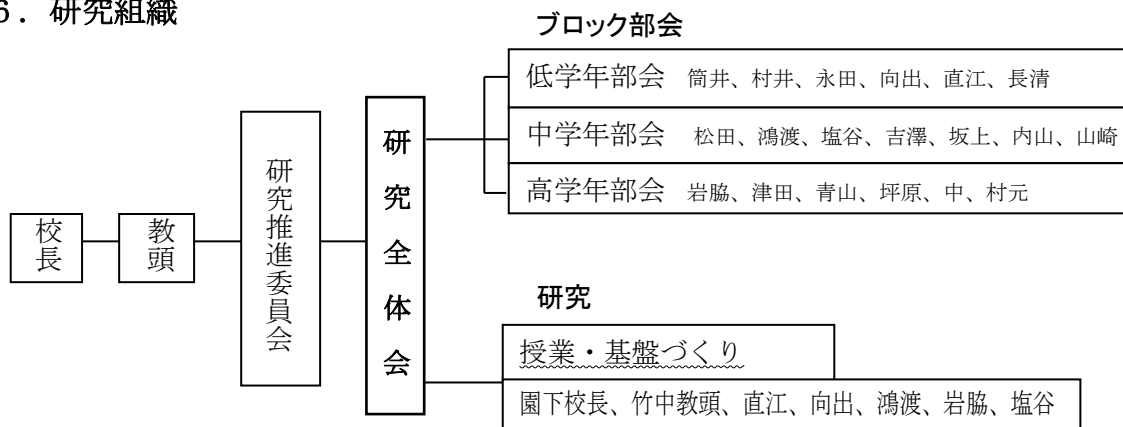 6．研究組織
ブロック部会
低学年部会　筒井、村井、永田、向出、直江、長清
中学年部会　松田、鴻渡、塩谷、吉澤、坂上、内山、山崎
高学年部会　岩脇、津田、青山、坪原、中、村元
校長
教頭
研究推進委員会
研究全体会
研究
授業・基盤づくり
園下校長、竹中教頭、直江、向出、鴻渡、岩脇、塩谷